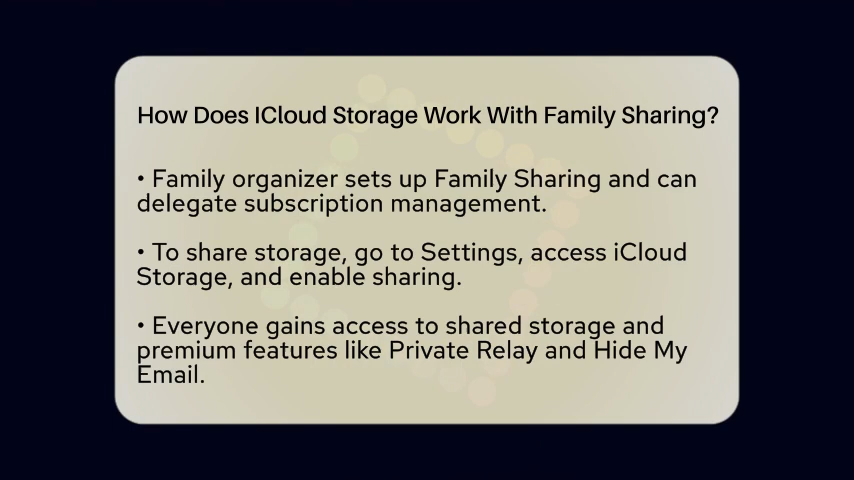 How Does ICloud Storage Work With Family Sharing?
• Family organizer sets up Family Sharing and can
delegate subscription management.
• To share storage, go to Settings, access iCloud
Storage, and enable sharing.
• Everyone gains access to shared storage and
premium features like Private Relay and Hide My
Email.